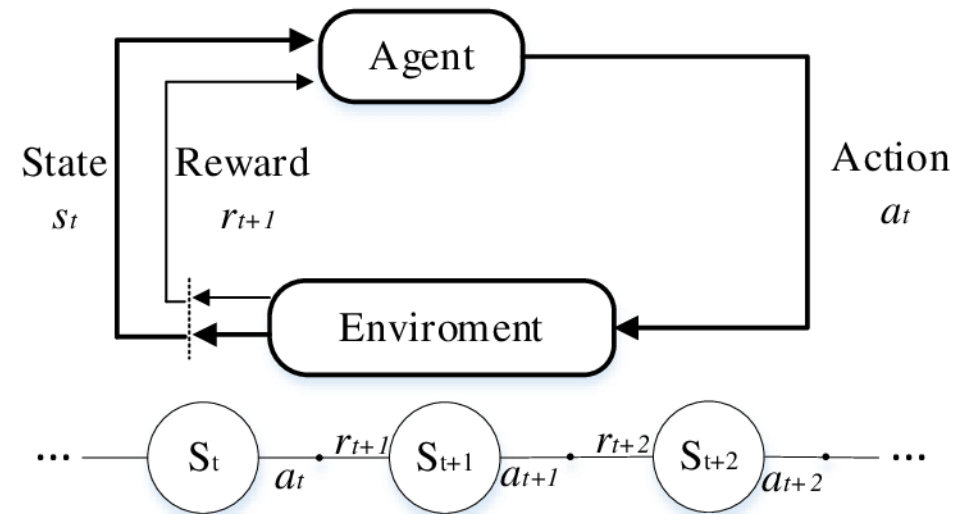 Agent
State
Reward
Action
st
rt+1
at
Enviroment
... St at rt+1 St+1 at+1 rt+2 St+2 at+2 ...